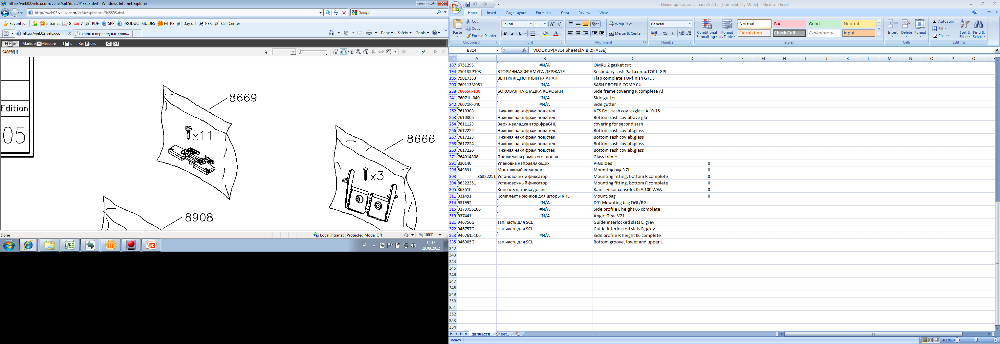 http://web02.velux.com/velux/spf/docs/948858.dwf - Windows Internet Explorer
http://web02.velux.com/velux/spf/docs/948858.dwf
Google
Favorites Intranet Я V PDF SPF PRODUCT GUIDES MTPS Day off PEK Call Center
http://web02.velux.co... «pin» в переводных слов...
Page Safety Tools
Markup M Measure T T ls Res R rces X2 X3
948858[1]
1 of 1
Edition
05
8669
x11
8666
x3
8908
Done
Local intranet | Protected Mode: Off
100%
EN
14:13
29.08.2012
Инвентаризация запчастей 2012 [Compatibility Mode] - Microsoft Excel
Home Insert Page Layout Formulas Data Review View
Paste
Cut
Copy
Format Painter
Clipboard
Calibri 11
B I U
Font
Wrap Text
Merge & Center
Alignment
General
Number
Conditional Formatting
Format as Table
Normal Bad Good Neutral
Calculation Check Cell Explanatory ... Input
Styles
Insert Delete Format
Cells
AutoSum
Fill
Clear
Sort & Filter
Find & Select
Editing
B314 =VLOOKUP(A314;Sheet1!A:B;2;FALSE)
A B C D E F G H I J K L M N O P Q
187 675129S #N/A OMRU 2 gasket cut
194 750135P103 ВТОРИЧНАЯ ФРАМУГА ДЕРЖАТЕ Secondary sash Part.comp.TOPf. GPL
195 750173S3 ВЕНТИЛЯЦИОННЫЙ КЛАПАН Flap complete TOPfinish GTL 3
200 760113M081 #N/A SASH PROFILE COMP CU
238 76065R-100 БОКОВАЯ НАКЛАДКА КОРОБКИ Side frame covering R complete Al
241 76071L-040 #N/A Side gutter
242 76071R-040 #N/A Side gutter
262 7610303 Нижняя накл фрам пов.стек VES Bot. sash cov. a/glass AL 0-15
263 7610306 Нижняя накл фрам пов.стек Bottom sash cov.above gla
264 7611123 Верх.накладка втор.фраGHL covering for second sash
266 7617222 Нижняя накл фрам пов.стек Bottom sash cov.ab.glass
267 7617223 Нижняя накл фрам пов.стек Bottom sash cov.ab.glass
268 7617224 Нижняя накл фрам пов.стек Bottom sash cov.ab.glass
269 7617226 Нижняя накл фрам пов.стек Bottom sash cov.ab.glass
271 764014308 Прижимная рамка стеклопак Glass frame
291 830140 Упаковка направляющих P-Guides 0
296 849891 Монтажный комплект Mounting bag 3 ZIL 0
303 86322251 Установочный фиксатор Mounting fitting, bottom R complete 0
304 86322351 Установочный фиксатор Mounting fitting, bottom R complete 0
305 863610 Консоль датчика дождя Rain sensor console, KLA 100 WW. 0
311 931491 Комплект крючков для шторы RHL Mount.bag 0
314 931992 #N/A D01 Mounting bag DGL/RGL
315 9373755106 #N/A Side profile L height 06 complete
319 937441 #N/A Angle Gear V21
321 946756G зап.часть для SCL Guide interlocked slats L, grey
322 946757G зап.часть для SCL Guide interlocked slats R, grey
323 9467615106 #N/A Side profile R height 06 complete
335 946905G зап.часть для SCL Bottom groove, lower and upper L
342
343
344
345
346
347
348
349
350
351
352
353
354
запчасти Sheet1
Ready
100%